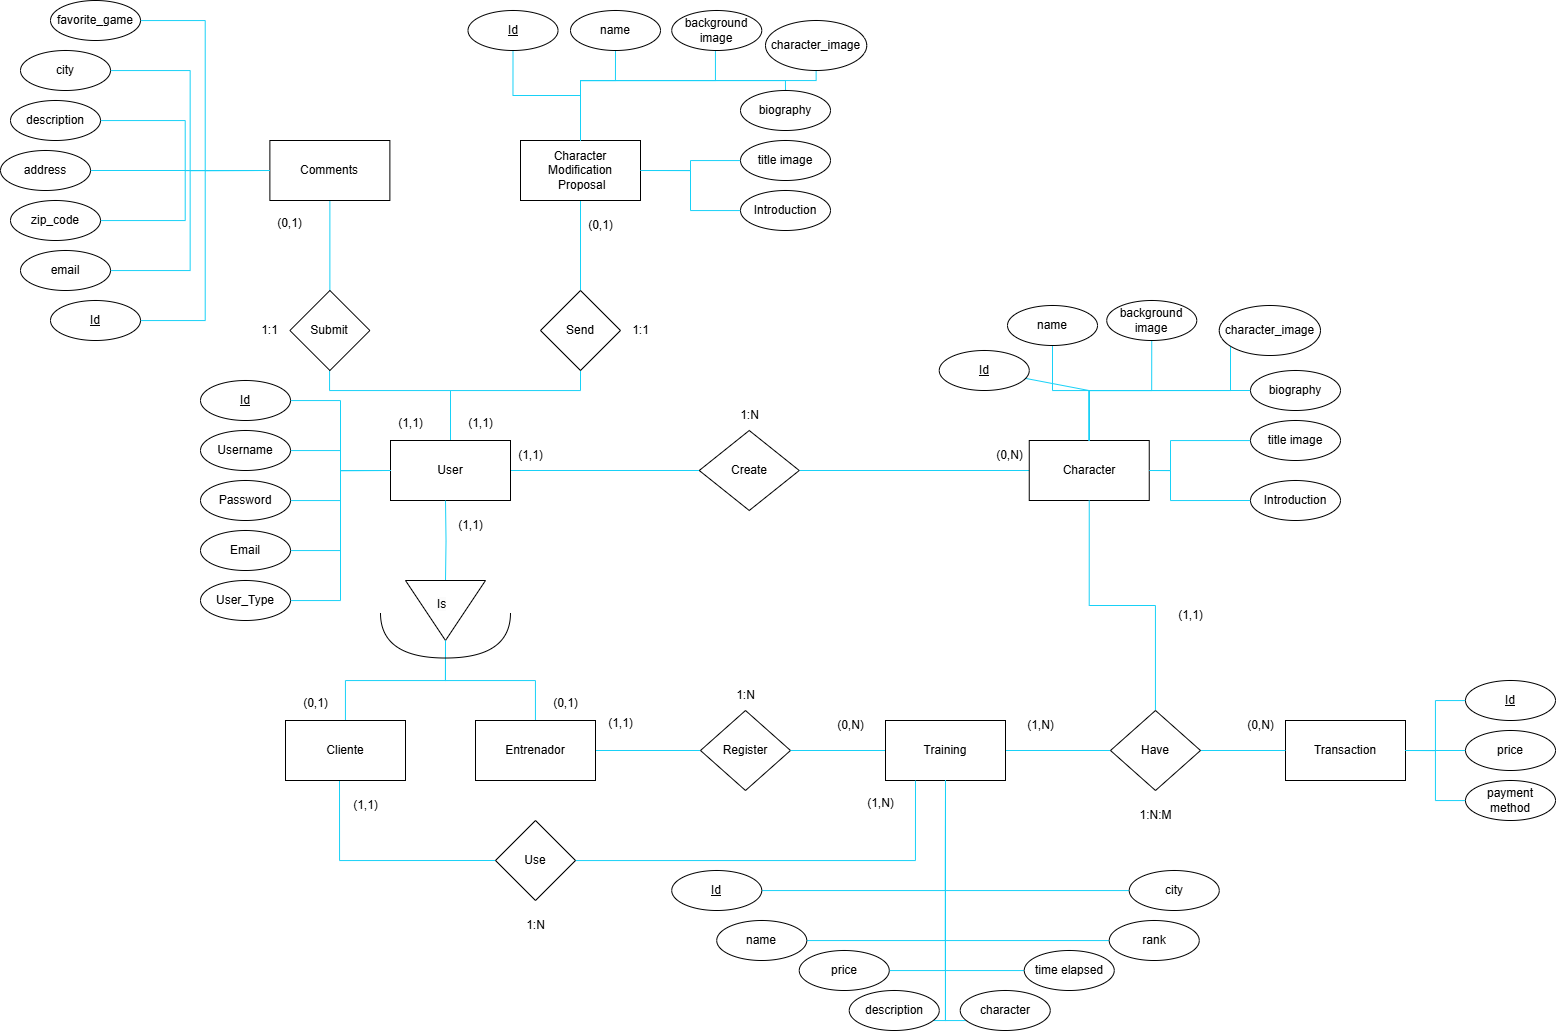 favorite_game
city
description
address
zip_code
email
Id
Comments
(0,1)
1:1
Submit
Id
name
background
image
character_image
biography
title image
Introduction
Character
Modification
Proposal
(0,1)
Send
1:1
Id
Username
Password
Email
User_Type
(1,1)
(1,1)
User
(1,1)
(1,1)
1:N
Create
(0,N)
Character
Id
name
background
image
character_image
biography
title image
Introduction
(1,1)
Is
(0,1)
(0,1)
Cliente
Entrenador
(1,1)
1:N
Register
(0,N)
Training
(1,N)
Have
1:N:M
(0,N)
Transaction
Id
price
payment
method
(1,1)
Use
1:N
(1,N)
Id
city
name
rank
price
time elapsed
description
character